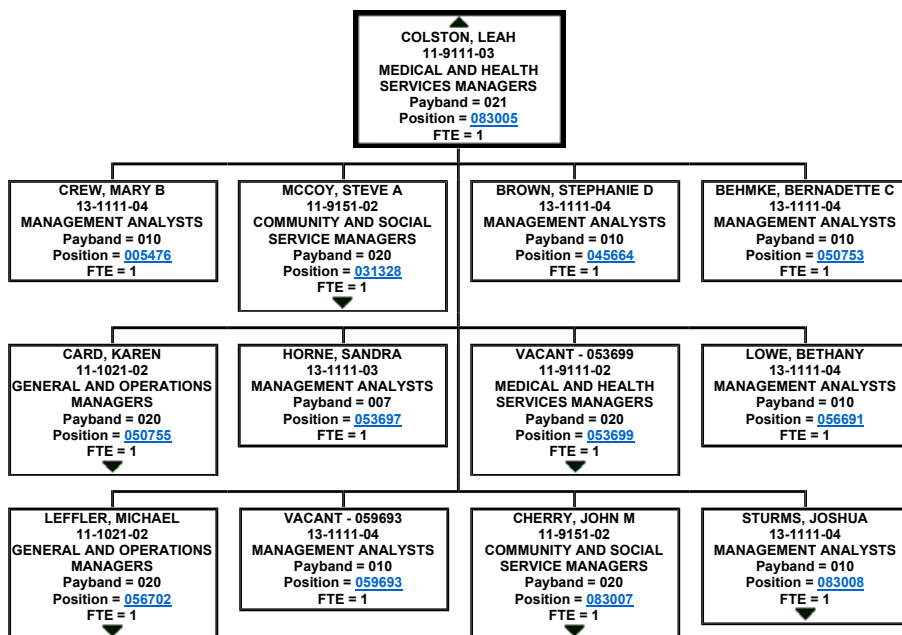 COLSTON, LEAH
11-9111-03
MEDICAL AND HEALTH
SERVICES MANAGERS
Payband = 021
Position = 083005
FTE = 1
CREW, MARY B
13-1111-04
MANAGEMENT ANALYSTS
Payband = 010
Position = 005476
FTE = 1
MCCOY, STEVE A
11-9151-02
COMMUNITY AND SOCIAL
SERVICE MANAGERS
Payband = 020
Position = 031328
FTE = 1
BROWN, STEPHANIE D
13-1111-04
MANAGEMENT ANALYSTS
Payband = 010
Position = 045664
FTE = 1
BEHMKE, BERNADETTE C
13-1111-04
MANAGEMENT ANALYSTS
Payband = 010
Position = 050753
FTE = 1
CARD, KAREN
11-1021-02
GENERAL AND OPERATIONS
MANAGERS
Payband = 020
Position = 050755
FTE = 1
HORNE, SANDRA
13-1111-03
MANAGEMENT ANALYSTS
Payband = 007
Position = 053697
FTE = 1
VACANT - 053699
11-9111-02
MEDICAL AND HEALTH
SERVICES MANAGERS
Payband = 020
Position = 053699
FTE = 1
LOWE, BETHANY
13-1111-04
MANAGEMENT ANALYSTS
Payband = 010
Position = 056691
FTE = 1
LEFFLER, MICHAEL
11-1021-02
GENERAL AND OPERATIONS
MANAGERS
Payband = 020
Position = 056702
FTE = 1
VACANT - 059693
13-1111-04
MANAGEMENT ANALYSTS
Payband = 010
Position = 059693
FTE = 1
CHERRY, JOHN M
11-9151-02
COMMUNITY AND SOCIAL
SERVICE MANAGERS
Payband = 020
Position = 083007
FTE = 1
STURMS, JOSHUA
13-1111-04
MANAGEMENT ANALYSTS
Payband = 010
Position = 083008
FTE = 1